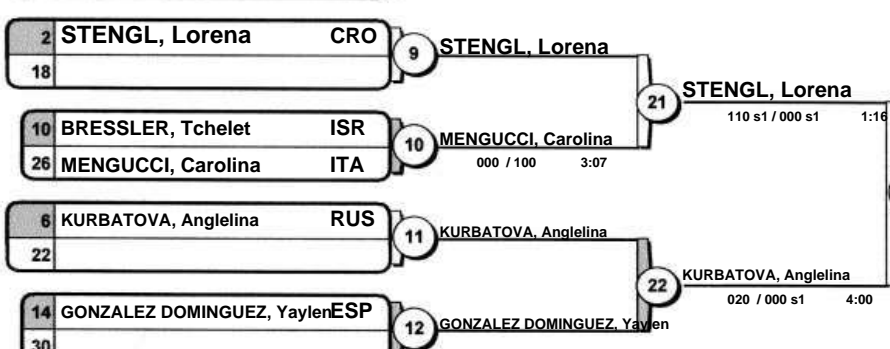 2 STENGL, Lorena CRO
18
9 STENGL, Lorena
10 BRESSLER, Tchelet ISR
26 MENGUCCI, Carolina ITA
10 MENGUCCI, Carolina
000 / 100 3:07
21 STENGL, Lorena
110 s1 / 000 s1 1:16
6 KURBATOVA, Anglelina RUS
22
11 KURBATOVA, Anglelina
14 GONZALEZ DOMINGUEZ, Yaylen ESP
30
12 GONZALEZ DOMINGUEZ, Yaylen
22 KURBATOVA, Anglelina
020 / 000 s1 4:00